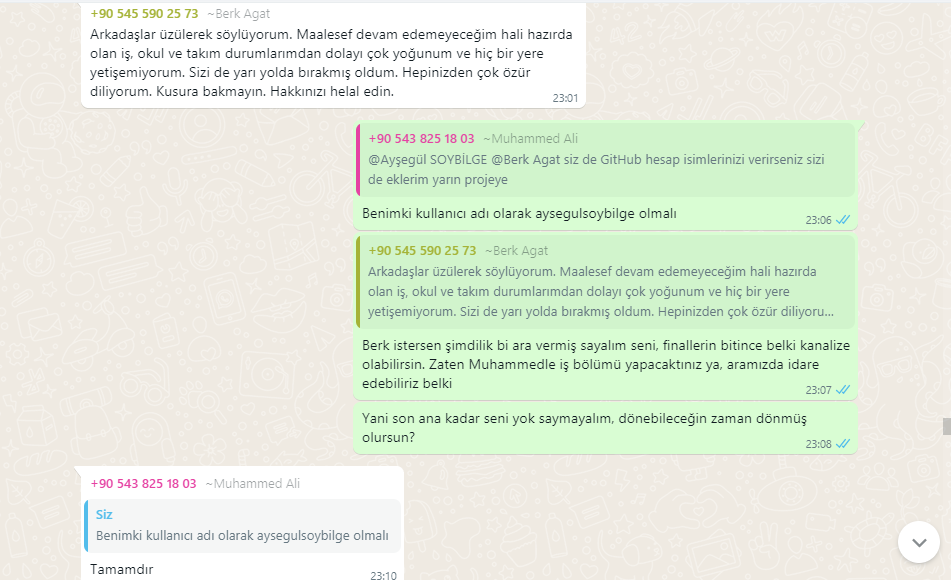 +90 545 590 25 73 ~Berk Agat
Arkadaşlar üzülerek söylüyorum. Maalesef devam edemeyeceğim hali hazırda
olan iş, okul ve takım durumlarımdan dolayı çok yoğunum ve hiç bir yere
yetişemiyorum. Sizi de yarı yolda bırakmış oldum. Hepinizden çok özür
diliyorum. Kusura bakmayın. Hakkınızı helal edin.
23:01
+90 543 825 18 03 ~Muhammed Ali
@Ayşegül SOYBİLGE @Berk Agat siz de GitHub hesap isimlerinizi verirseniz sizi
de eklerim yarın projeye
Benimki kullanıcı adı olarak aysegulsoybilge olmalı
23:06
+90 545 590 25 73 ~Berk Agat
Arkadaşlar üzülerek söylüyorum. Maalesef devam edemeyeceğim hali hazırda
olan iş, okul ve takım durumlarımdan dolayı çok yoğunum ve hiç bir yere
yetişemiyorum. Sizi de yarı yolda bırakmış oldum. Hepinizden çok özür diliyoru...
Berk istersen şimdilik bi ara vermiş sayalım seni, finallerin bitince belki kanalize
olabilirsin. Zaten Muhammedle iş bölümü yapacaktınız ya, aramızda idare
edebiliriz belki
23:07
Yani son ana kadar seni yok saymayalım, dönebileceğin zaman dönmüş
olursun?
23:08
+90 543 825 18 03 ~Muhammed Ali
Siz
Benimki kullanıcı adı olarak aysegulsoybilge olmalı
Tamamdır
23:10